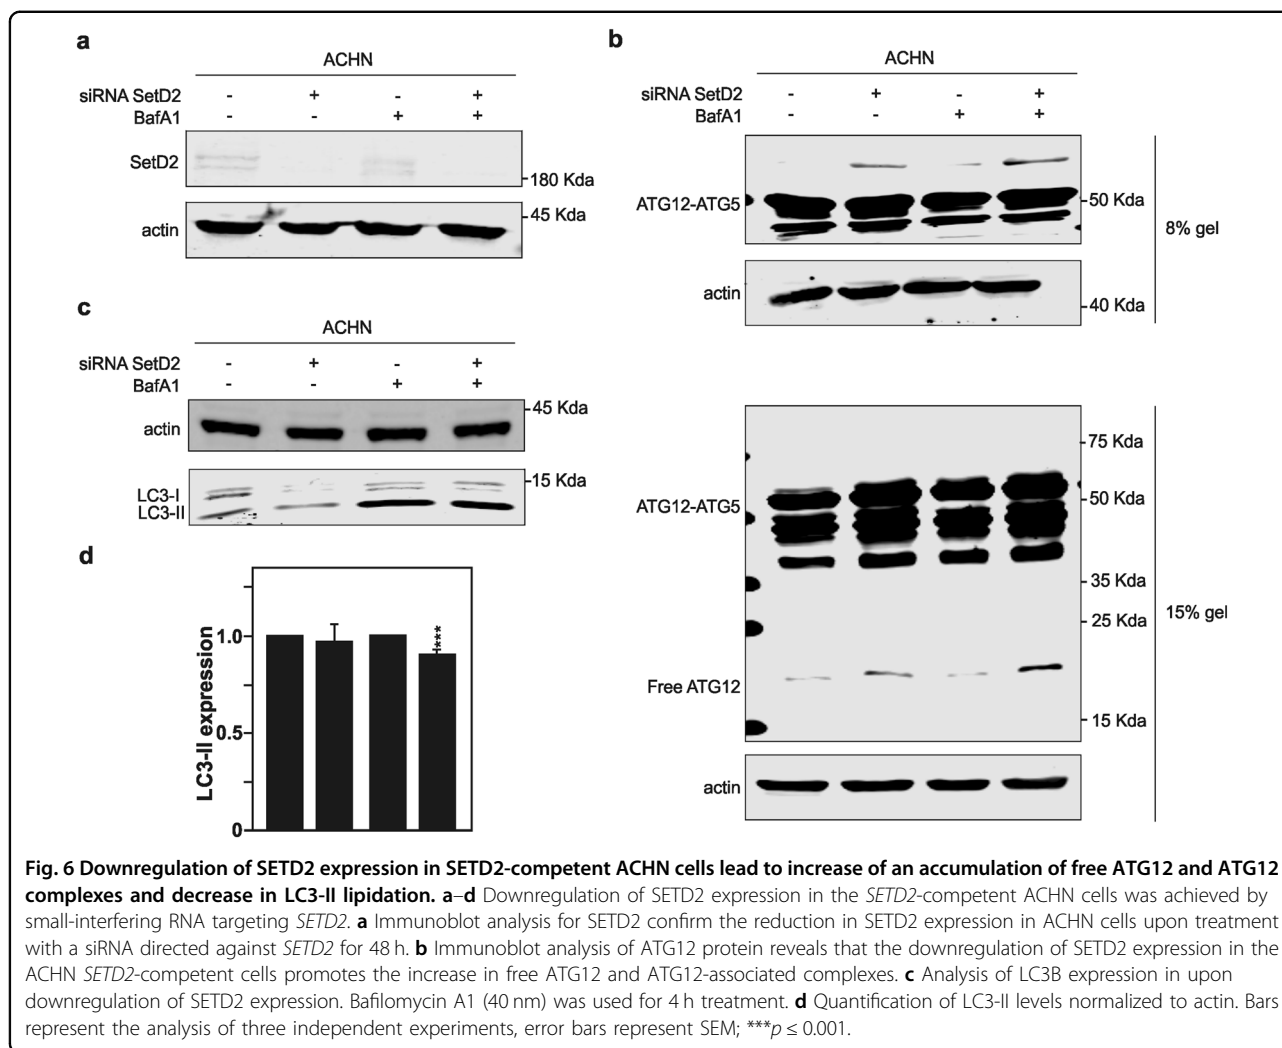 a
ACHN
siRNA SetD2 - + - +
BafA1 - - + +
SetD2
180 Kda
45 Kda
actin
b
ACHN
siRNA SetD2 - + - +
BafA1 - - + +
ATG12-ATG5
50 Kda
8% gel
actin
40 Kda
75 Kda
ATG12-ATG5
50 Kda
35 Kda
25 Kda
15% gel
Free ATG12
15 Kda
actin
c
ACHN
siRNA SetD2 - + - +
BafA1 - - + +
45 Kda
actin
15 Kda
LC3-I
LC3-II
d
LC3-II expression
1.0
0.5
0
***
Fig. 6 Downregulation of SETD2 expression in SETD2-competent ACHN cells lead to increase of an accumulation of free ATG12 and ATG12
complexes and decrease in LC3-II lipidation. a–d Downregulation of SETD2 expression in the SETD2-competent ACHN cells was achieved by
small-interfering RNA targeting SETD2. a Immunoblot analysis for SETD2 confirm the reduction in SETD2 expression in ACHN cells upon treatment
with a siRNA directed against SETD2 for 48 h. b Immunoblot analysis of ATG12 protein reveals that the downregulation of SETD2 expression in the
ACHN SETD2-competent cells promotes the increase in free ATG12 and ATG12-associated complexes. c Analysis of LC3B expression in upon
downregulation of SETD2 expression. Bafilomycin A1 (40 nm) was used for 4 h treatment. d Quantification of LC3-II levels normalized to actin. Bars
represent the analysis of three independent experiments, error bars represent SEM; ***p ≤ 0.001.